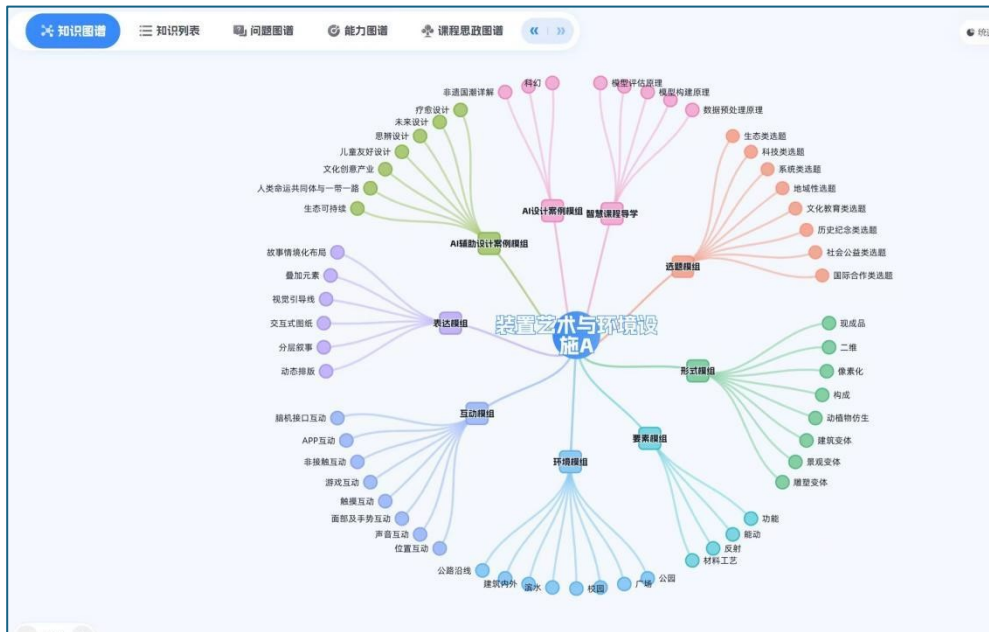 知识图谱
知识列表
问题图谱
能力图谱
课程思政图谱
统
非遗国潮详解
科幻
模型评估原理
模型构建原理
数据预处理原理
疗愈设计
未来设计
思辨设计
儿童友好设计
文化创意产业
人类命运共同体与一带一路
生态可持续
AI设计案例模组
智慧课程导学
AI辅助设计案例模组
生态类选题
科技类选题
系统类选题
地域性选题
文化教育类选题
历史纪念类选题
社会公益类选题
国际合作类选题
选题模组
故事情境化布局
叠加元素
视觉引导线
交互式图纸
分层叙事
动态排版
表达模组
装置艺术与环境设
施A
现成品
二维
像素化
构成
动植物仿生
建筑变体
景观变体
雕塑变体
形式模组
互动模组
脑机接口互动
APP互动
非接触互动
游戏互动
触摸互动
面部及手势互动
声音互动
位置互动
环境模组
要素模组
功能
能动
反射
材料工艺
公路沿线
建筑内外
滨水
校园
广场
公园